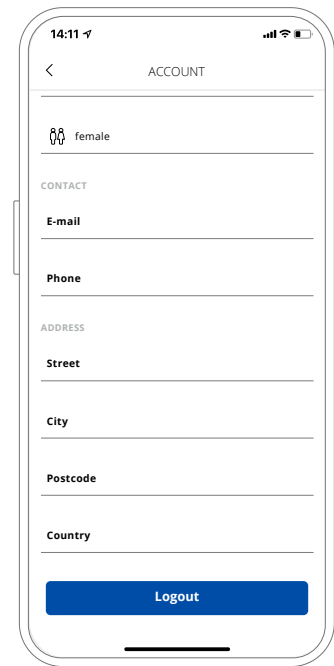 14:11
ACCOUNT
female
CONTACT
E-mail
Phone
ADDRESS
Street
City
Postcode
Country
Logout